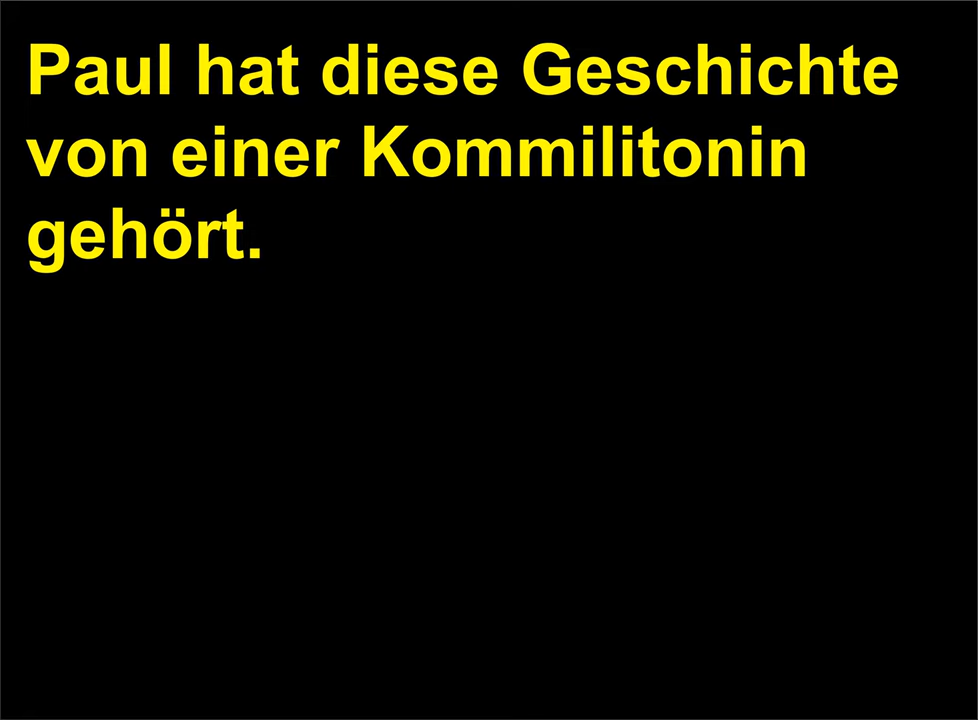 Paul hat diese Geschichte
von einer Kommilitonin
gehört.